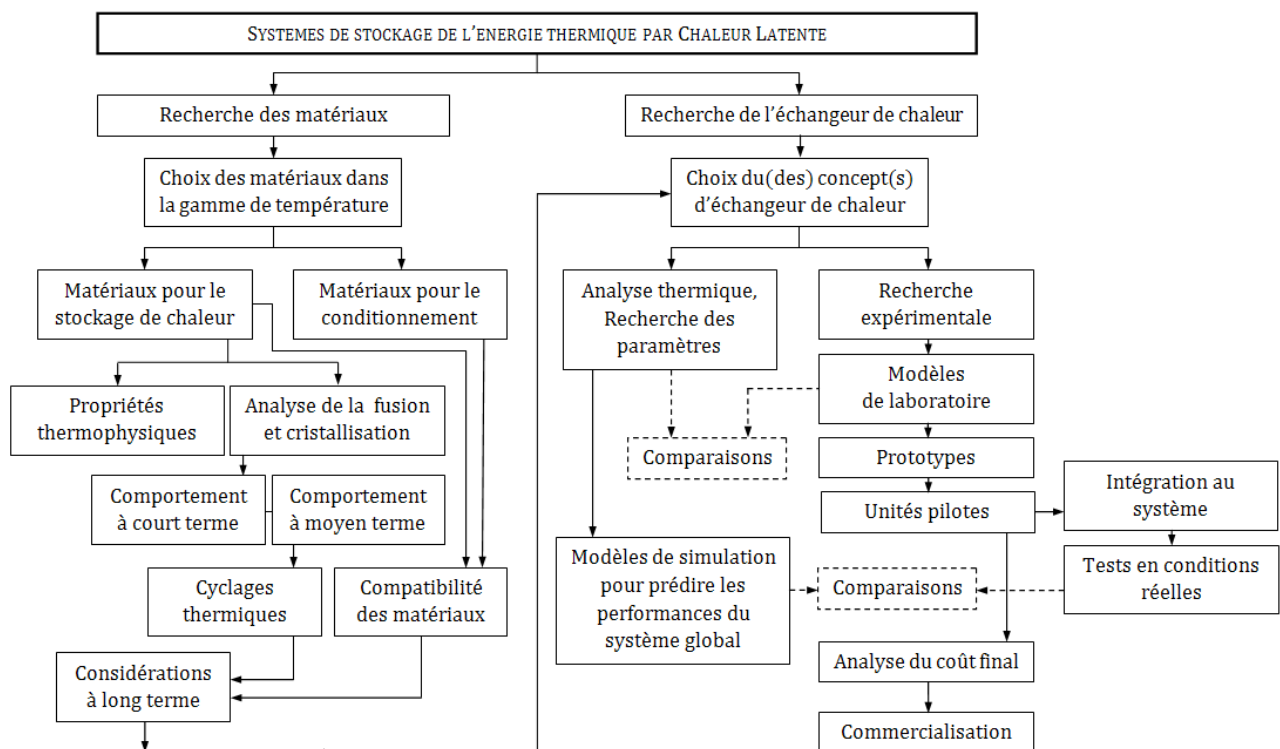 SYSTEMES DE STOCKAGE DE L'ENERGIE THERMIQUE PAR CHALEUR LATENTE
Recherche des matériaux
Recherche de l'échangeur de chaleur
Choix des matériaux dans
la gamme de température
Choix du(des) concept(s)
d'échangeur de chaleur
Matériaux pour le
stockage de chaleur
Matériaux pour le
conditionnement
Analyse thermique,
Recherche des
paramètres
Recherche
expérimentale
Propriétés
thermophysiques
Analyse de la fusion
et cristallisation
Modèles
de laboratoire
Comparaisons
Prototypes
Comportement
à court terme
Comportement
à moyen terme
Unités pilotes
Intégration au
système
Cyclages
thermiques
Compatibilité
des matériaux
Modèles de simulation
pour prédire les
performances du
système global
Comparaisons
Tests en conditions
réelles
Considérations
à long terme
Analyse du coût final
Commercialisation